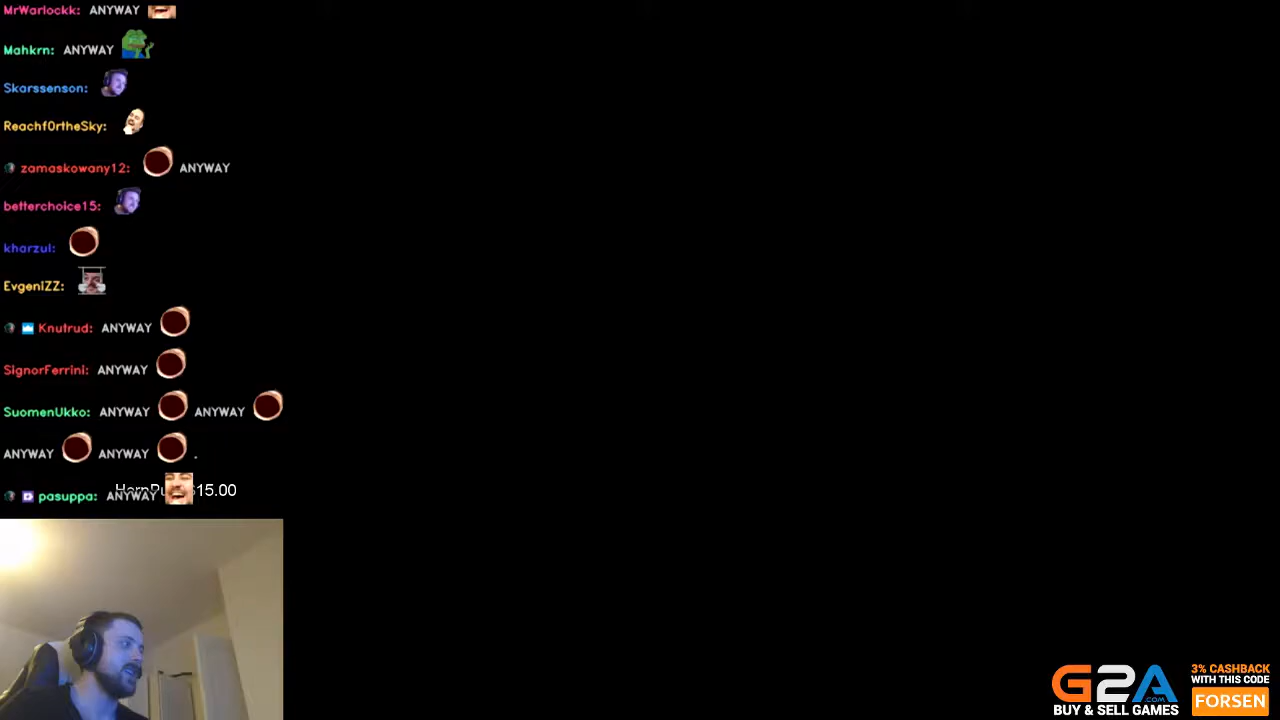 MrWarlockk: ANYWAY
Mahkrn: ANYWAY
Skarssenson:
Reachf0rtheSky:
zamaskowany12: ANYWAY
betterchoice15:
kharzul:
EvgeniZZ:
Knutrud: ANYWAY
SignorFerrini: ANYWAY
SuomenUkko: ANYWAY ANYWAY
ANYWAY ANYWAY .
pasuppa: ANYWAY
15.00
G2A.COM
BUY & SELL GAMES
3% CASHBACK
WITH THIS CODE
FORSEN